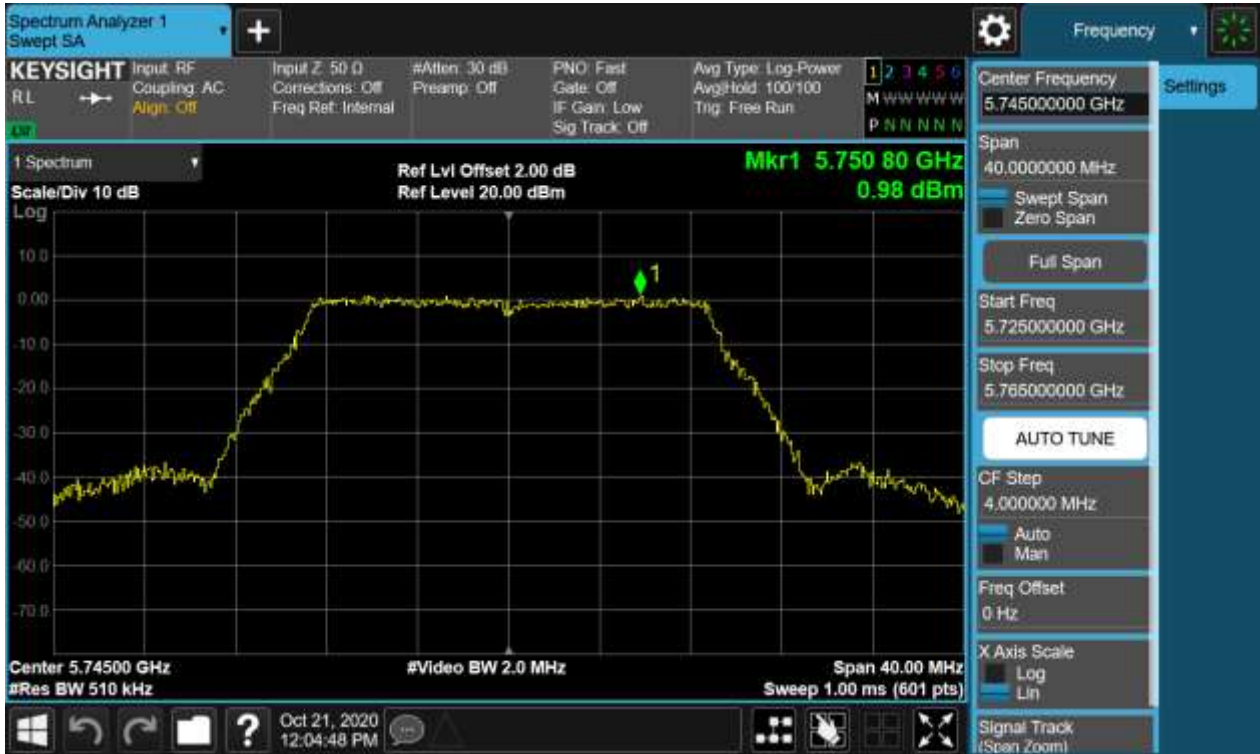 Spectrum Analyzer 1
Swept SA
+
Frequency
KEYSIGHT
RL
Input: RF
Coupling: AC
Align: Off
Input Z: 50 Ω
Corrections: Off
Freq Ref: Internal
#Atten: 30 dB
Preamp: Off
PNO: Fast
Gate: Off
IF Gain: Low
Sig Track: Off
Avg Type: Log-Power
Avg|Hold: 100/100
Trig: Free Run
1 2 3 4 5 6
M W W W W W
P N N N N N
1 Spectrum
Scale/Div 10 dB
Ref Lvl Offset 2.00 dB
Ref Level 20.00 dBm
Mkr1 5.750 80 GHz
0.98 dBm
Log
10.0
0.00
-10.0
-20.0
-30.0
-40.0
-50.0
-60.0
-70.0
1
Center 5.74500 GHz
#Res BW 510 kHz
#Video BW 2.0 MHz
Span 40.00 MHz
Sweep 1.00 ms (601 pts)
Oct 21, 2020
12:04:48 PM
?
Center Frequency
5.745000000 GHz
Settings
Span
40.0000000 MHz
Swept Span
Zero Span
Full Span
Start Freq
5.725000000 GHz
Stop Freq
5.765000000 GHz
AUTO TUNE
CF Step
4.000000 MHz
Auto
Man
Freq Offset
0 Hz
X Axis Scale
Log
Lin
Signal Track
(Span Zoom)